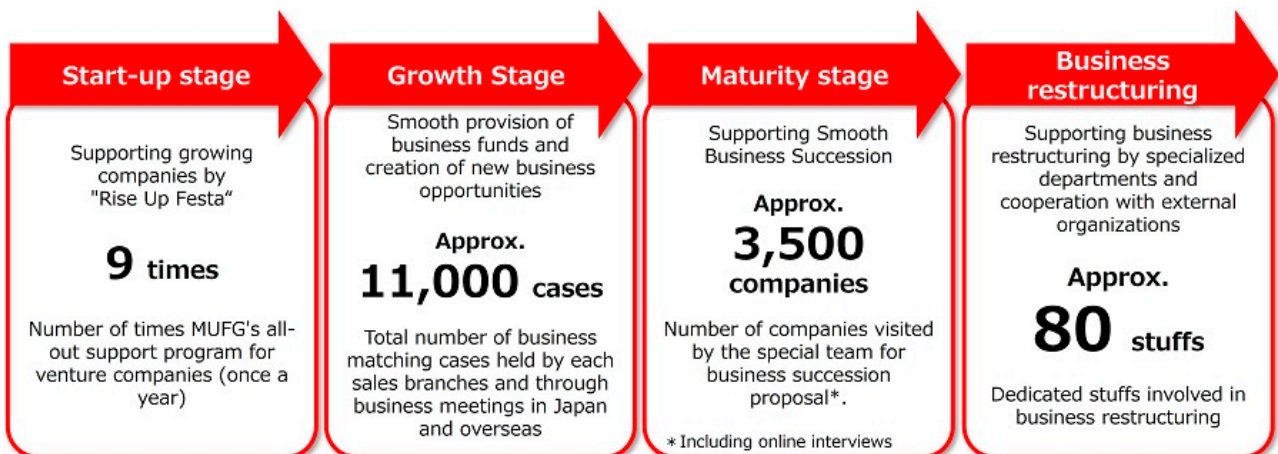 Start-up stage
Supporting growing
companies by
"Rise Up Festa“
9 times
Number of times MUFG's all-
out support program for
venture companies (once a
year)
Growth Stage
Smooth provision of
business funds and
creation of new business
opportunities
Approx.
11,000 cases
Total number of business
matching cases held by each
sales branches and through
business meetings in Japan
and overseas
Maturity stage
Supporting Smooth
Business Succession
Approx.
3,500
companies
Number of companies visited
by the special team for
business succession
proposal*.
* Including online interviews
Business
restructuring
Supporting business
restructuring by specialized
departments and
cooperation with external
organizations
Approx.
80 stuffs
Dedicated stuffs involved in
business restructuring